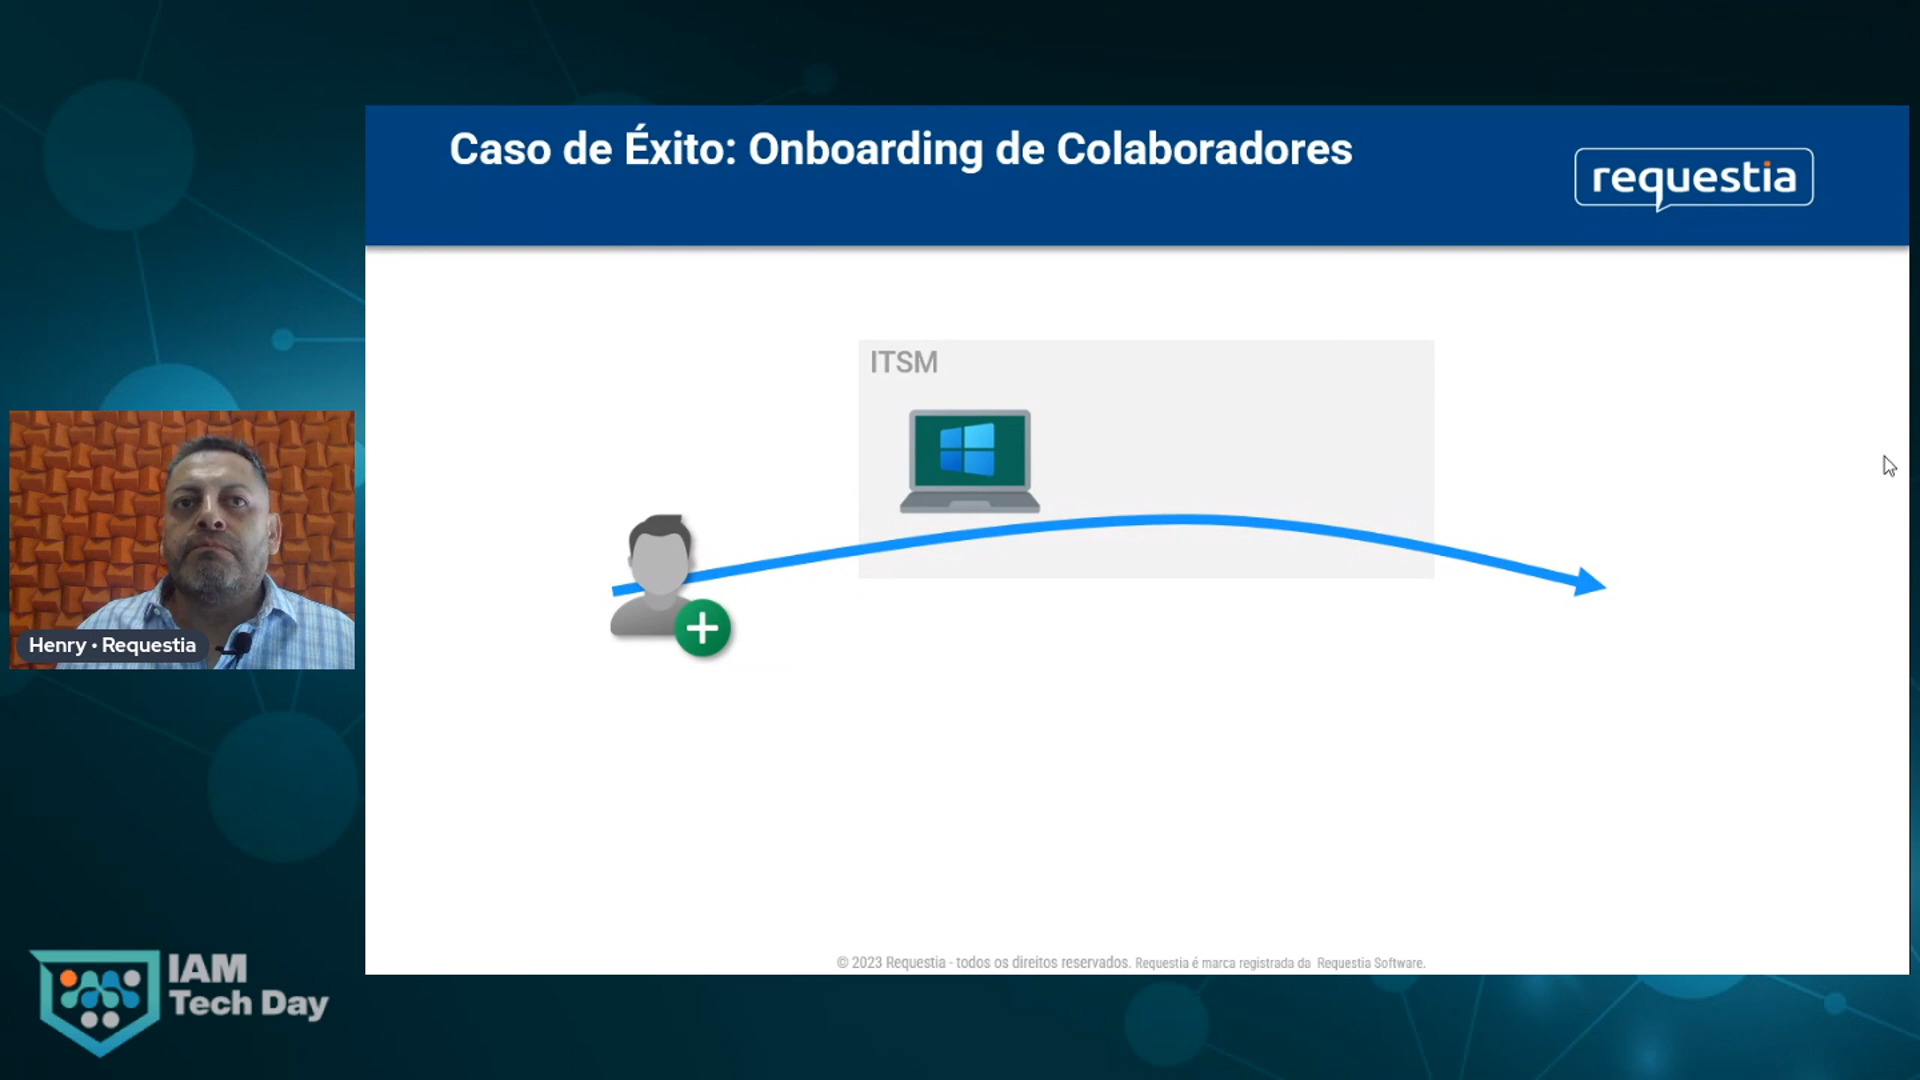 Caso de Éxito: Onboarding de Colaboradores
requestia
ITSM
Henry • Requestia
IAM
Tech Day
© 2023 Requestia - todos os direitos reservados. Requestia é marca registrada da Requestia Software.